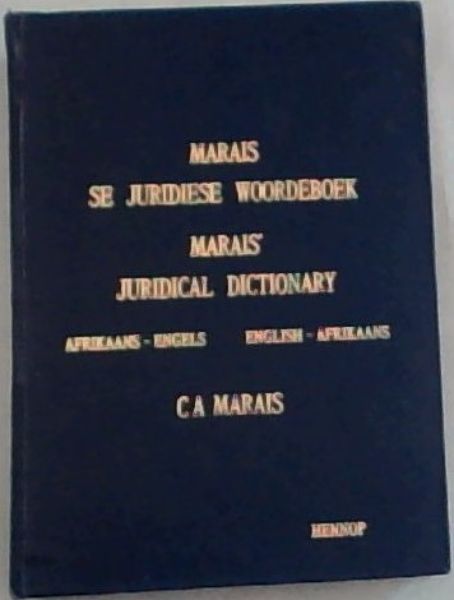 MARAIS
SE JURIDIESE WOORDEBOEK
MARAIS'
JURIDICAL DICTIONARY
AFRIKAANS - ENGELS ENGLISH - AFRIKAANS
C A MARAIS
HENNOP